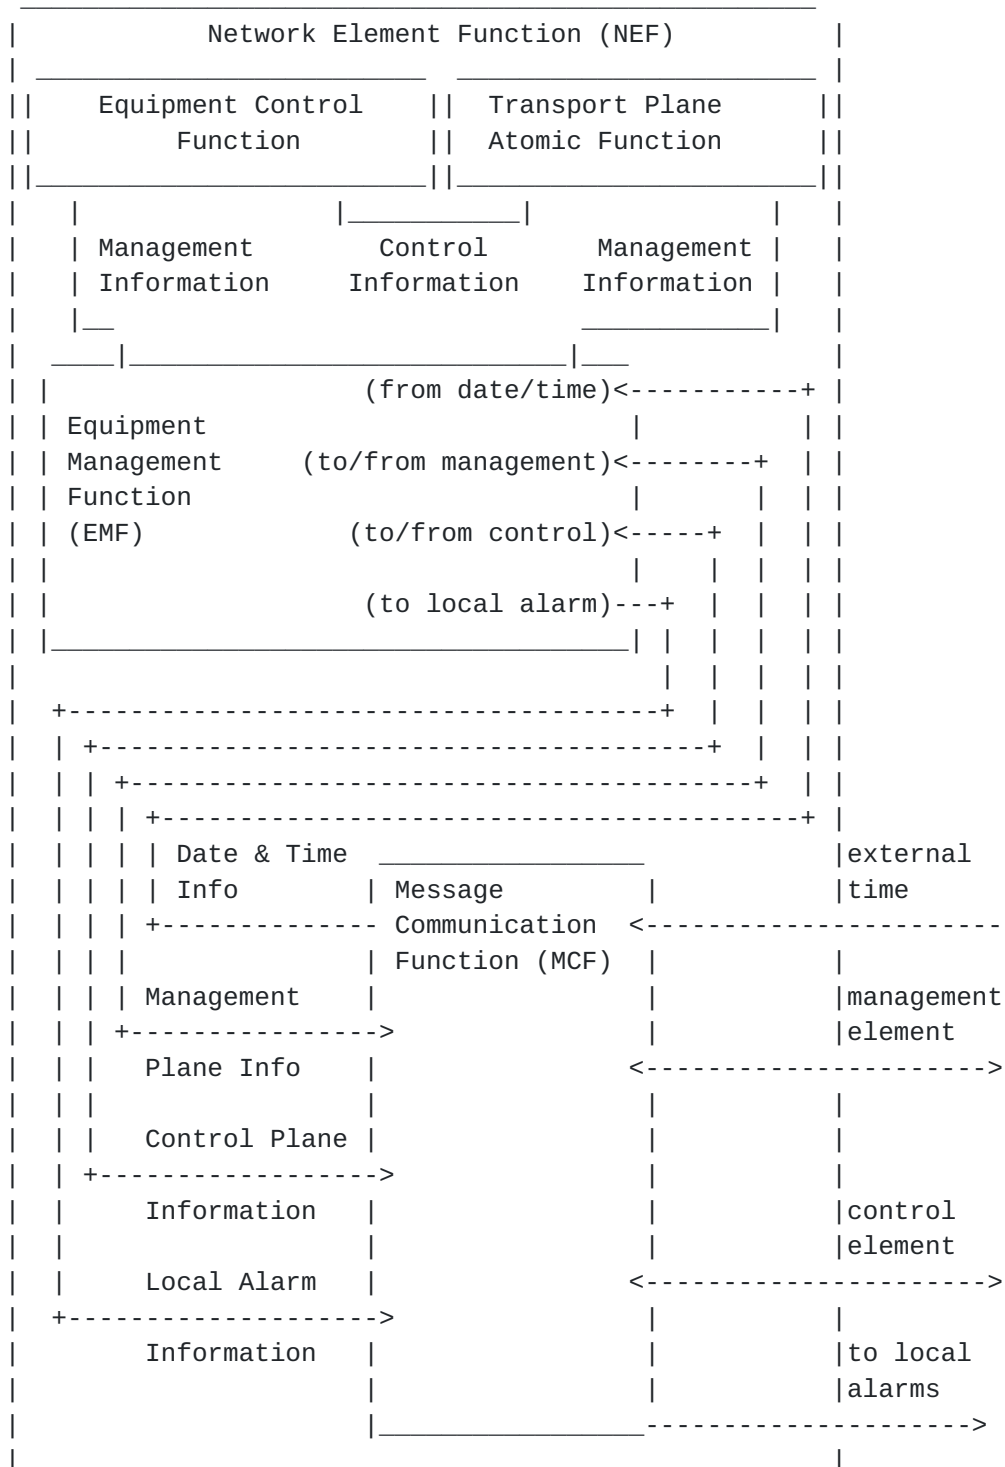 Network Element Function (NEF)
Equipment Control Transport Plane
Function Atomic Function
Management Control Management
Information Information Information
(from date/time)
Equipment
Management (to/from management)
Function
(EMF) (to/from control)
(to local alarm)
Date & Time external
Info Message time
Communication
Function (MCF)
Management management
element
Plane Info
Control Plane
Information control
element
Local Alarm
Information to local
alarms